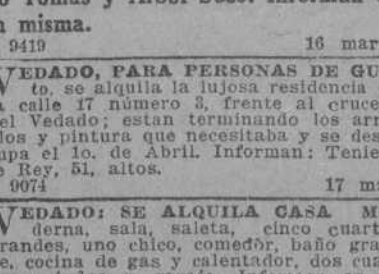 misma.
9419 16 mar
VEDADO, PARA PERSONAS DE GU
to, se alquila la lujosa residencia
calle 17 número 3, frente al cruce
el Vedado; estan terminando los arr
los y pintura que necesitaba y se des
upa el 1o. de Abril. Informan: Tenie
e Rey, 51, altos.
9074 17 m
VEDADO: SE ALQUILA CASA M
derna, sala, saleta, cinco cuart
randes, uno chico, comedór, baño gra
e, cocina de gas y calentador, dos cua